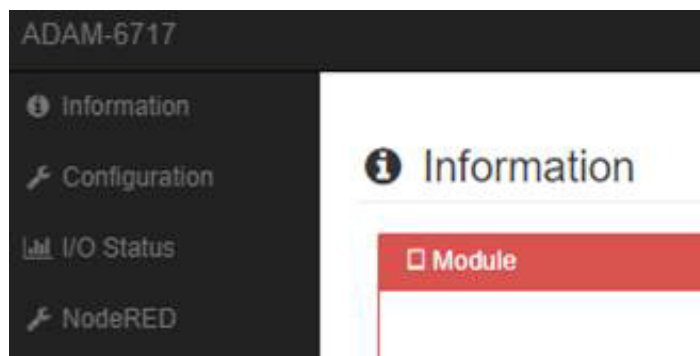 ADAM-6717
Information
Configuration
I/O Status
NodeRED
Information
Module